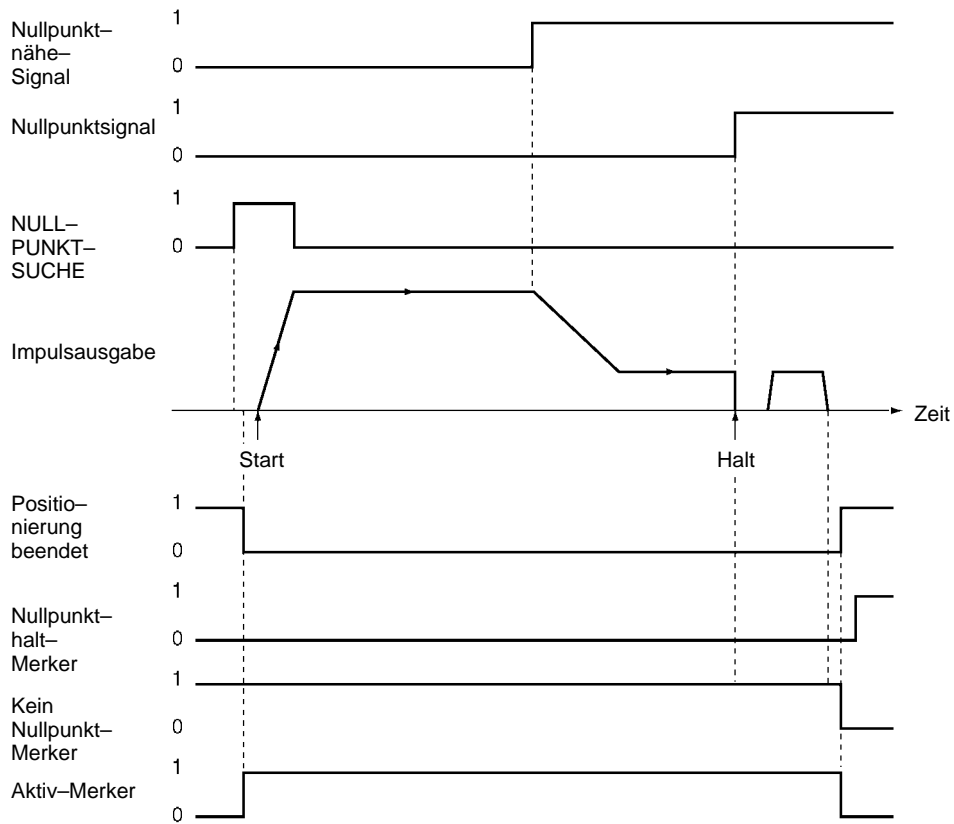 1
Nullpunkt–
nähe–
Signal
0
1
Nullpunktsignal
0
1
NULL–
PUNKT–
SUCHE
0
Impulsausgabe
Zeit
Start
Halt
Positio–
nierung
beendet
1
0
1
Nullpunkt–
halt–
Merker
0
1
Kein
Nullpunkt–
Merker
0
1
Aktiv–Merker
0